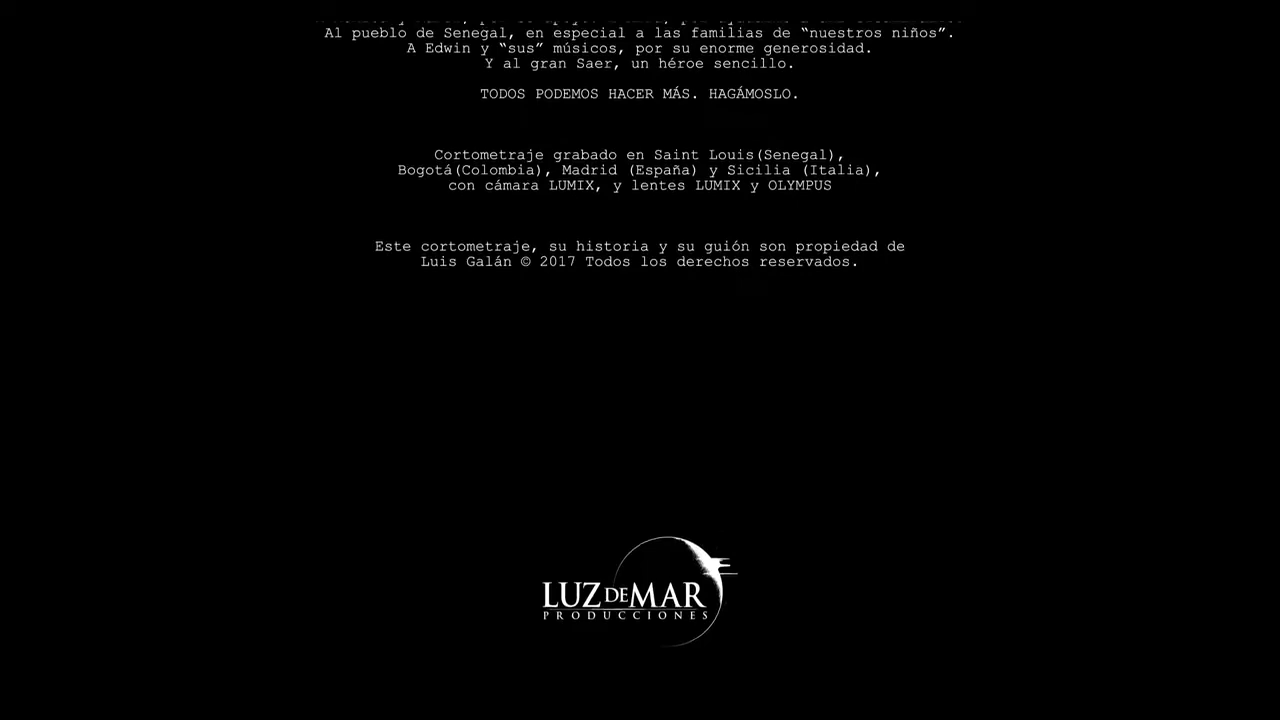 Al pueblo de Senegal, en especial a las familias de “nuestros niños”.
A Edwin y “sus” músicos, por su enorme generosidad.
Y al gran Saer, un héroe sencillo.
TODOS PODEMOS HACER MÁS. HAGÁMOSLO.
Cortometraje grabado en Saint Louis(Senegal),
Bogotá(Colombia), Madrid (España) y Sicilia (Italia),
con cámara LUMIX, y lentes LUMIX y OLYMPUS
Este cortometraje, su historia y su guión son propiedad de
Luis Galán © 2017 Todos los derechos reservados.
LUZ DE MAR
PRODUCCIONES